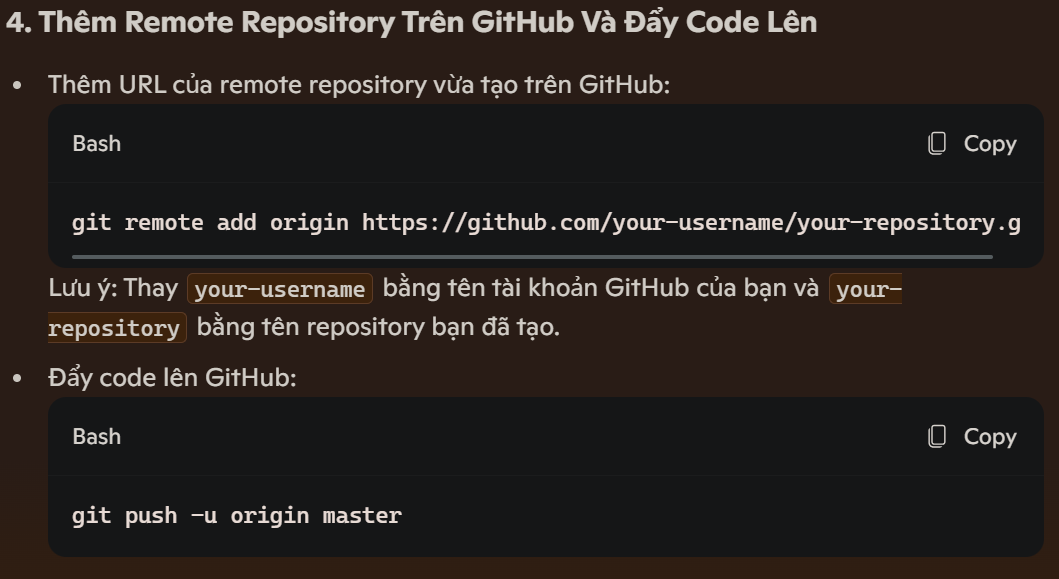 4. Thêm Remote Repository Trên GitHub Và Đẩy Code Lên
• Thêm URL của remote repository vừa tạo trên GitHub:
Bash
Copy
git remote add origin https://github.com/your-username/your-repository.g
Lưu ý: Thay your-username bằng tên tài khoản GitHub của bạn và your-
repository bằng tên repository bạn đã tạo.
• Đẩy code lên GitHub:
Bash
Copy
git push -u origin master